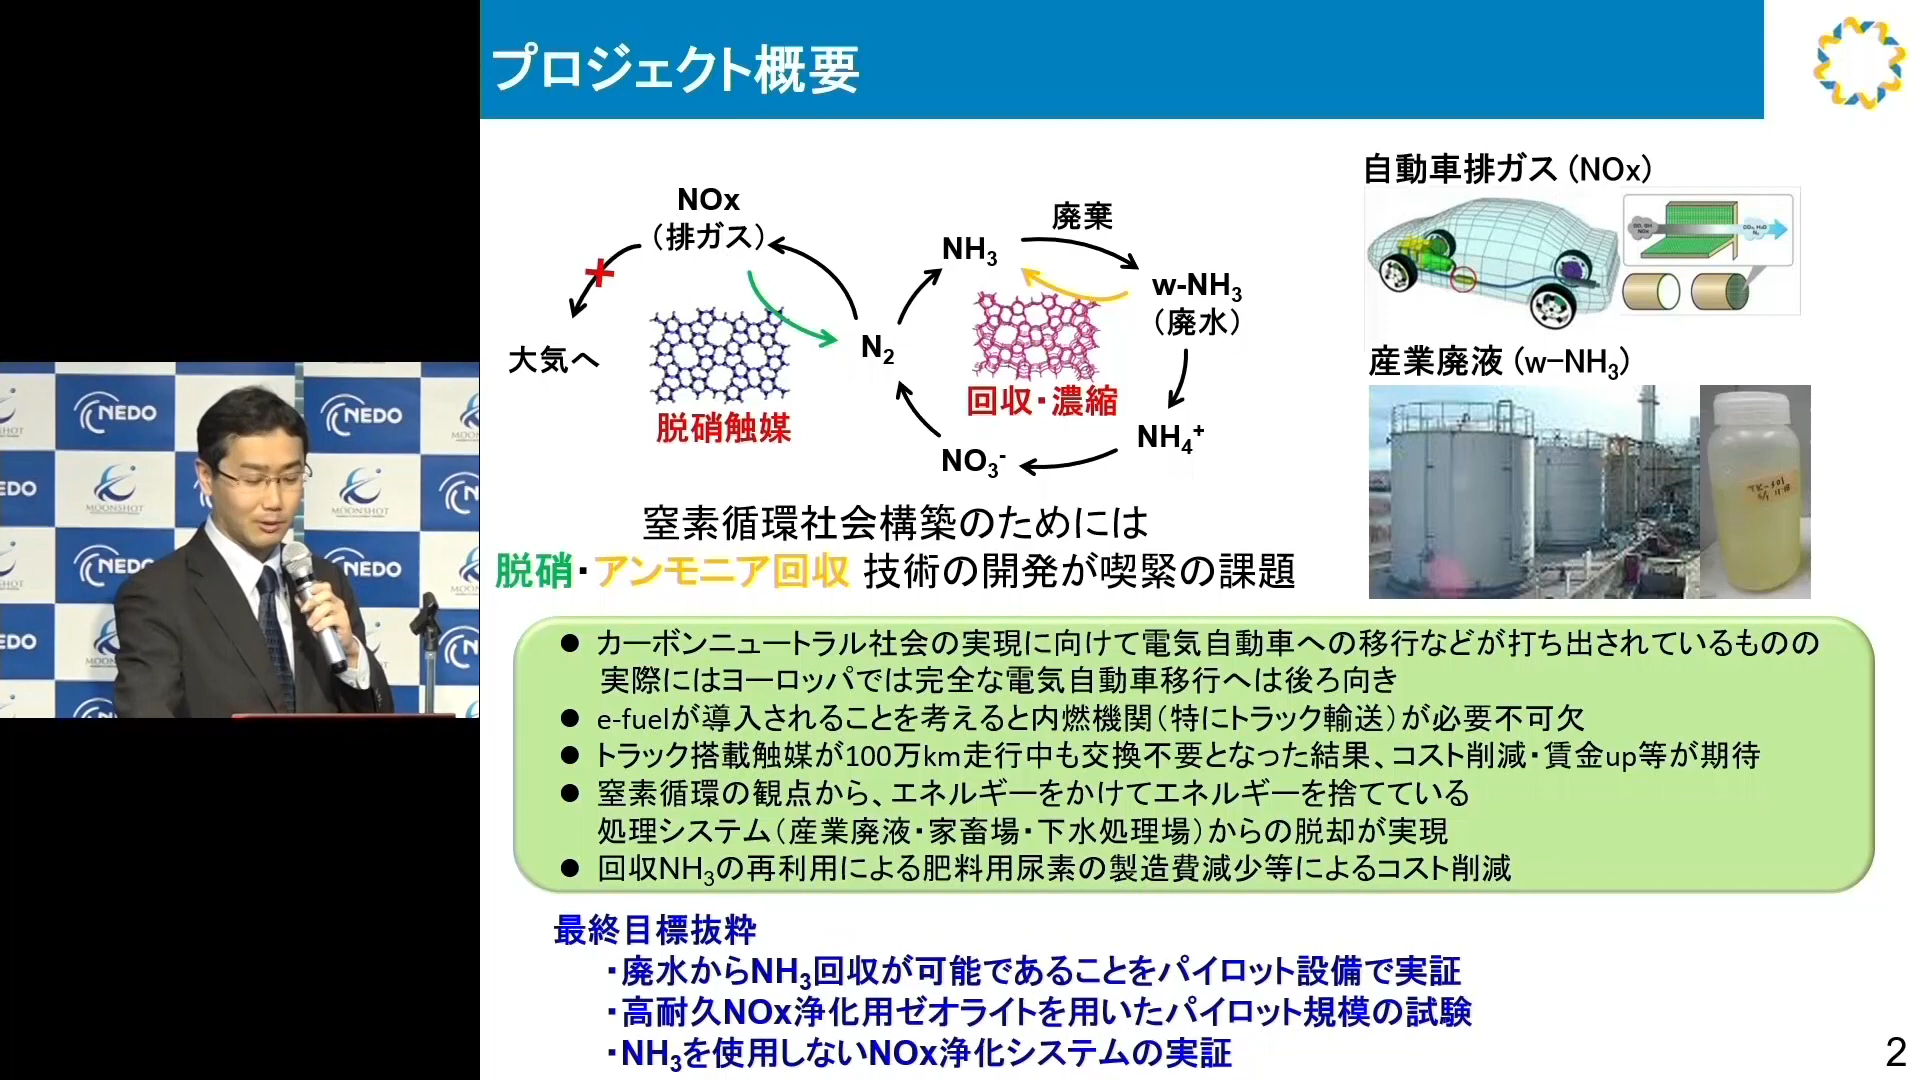 プロジェクト概要
NOx
（排ガス）
大気へ
脱硝触媒
N2
NH3
廃棄
w-NH3
（廃水）
回収・濃縮
NH4+
NO3-
窒素循環社会構築のためには
脱硝・アンモニア回収 技術の開発が喫緊の課題
自動車排ガス (NOx)
産業廃液 (w-NH3)
● カーボンニュートラル社会の実現に向けて電気自動車への移行などが打ち出されているものの
実際にはヨーロッパでは完全な電気自動車移行へは後ろ向き
● e-fuelが導入されることを考えると内燃機関（特にトラック輸送）が必要不可欠
● トラック搭載触媒が100万km走行中も交換不要となった結果、コスト削減・賃金up等が期待
● 窒素循環の観点から、エネルギーをかけてエネルギーを捨てている
処理システム（産業廃液・家畜場・下水処理場）からの脱却が実現
● 回収NH3の再利用による肥料用尿素の製造費減少等によるコスト削減
最終目標抜粋
・廃水からNH3回収が可能であることをパイロット設備で実証
・高耐久NOx浄化用ゼオライトを用いたパイロット規模の試験
・NH3を使用しないNOx浄化システムの実証
2
NEDO
NEDO
MOONSHOT
MOONSHOT
NEDO
NEDO